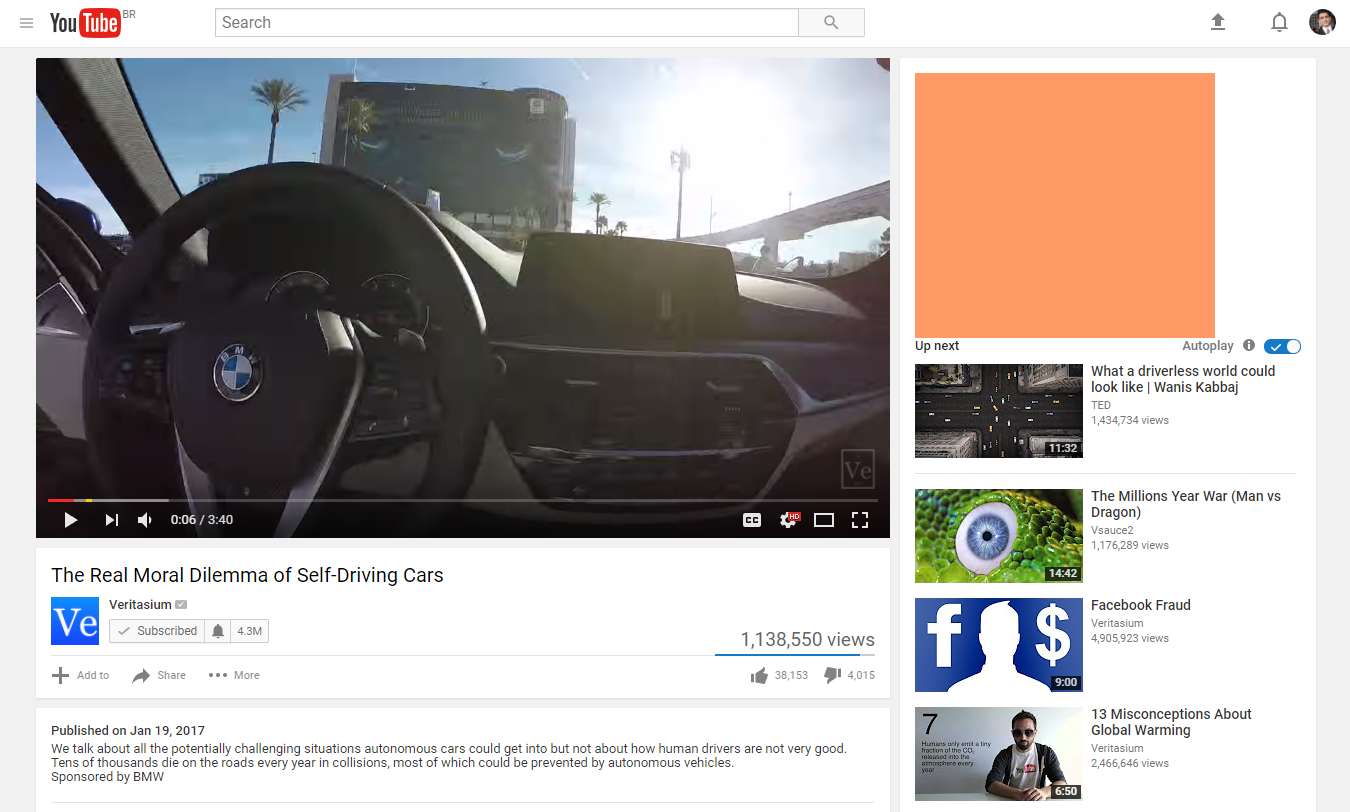 YouTube BR
Search
BMW
Ve
0:06 / 3:40
CC
HD
The Real Moral Dilemma of Self-Driving Cars
Ve
Veritasium
Subscribed
4.3M
1,138,550 views
Add to
Share
More
38,153
4,015
Published on Jan 19, 2017
We talk about all the potentially challenging situations autonomous cars could get into but not about how human drivers are not very good.
Tens of thousands die on the roads every year in collisions, most of which could be prevented by autonomous vehicles.
Sponsored by BMW
Up next
Autoplay
11:32
What a driverless world could
look like | Wanis Kabbaj
TED
1,434,734 views
14:42
The Millions Year War (Man vs
Dragon)
Vsauce2
1,176,289 views
f $
9:00
Facebook Fraud
Veritasium
4,905,923 views
7
Humans only emit a tiny
fraction of the CO2
released into the
atmosphere every
year
6:50
13 Misconceptions About
Global Warming
Veritasium
2,466,646 views